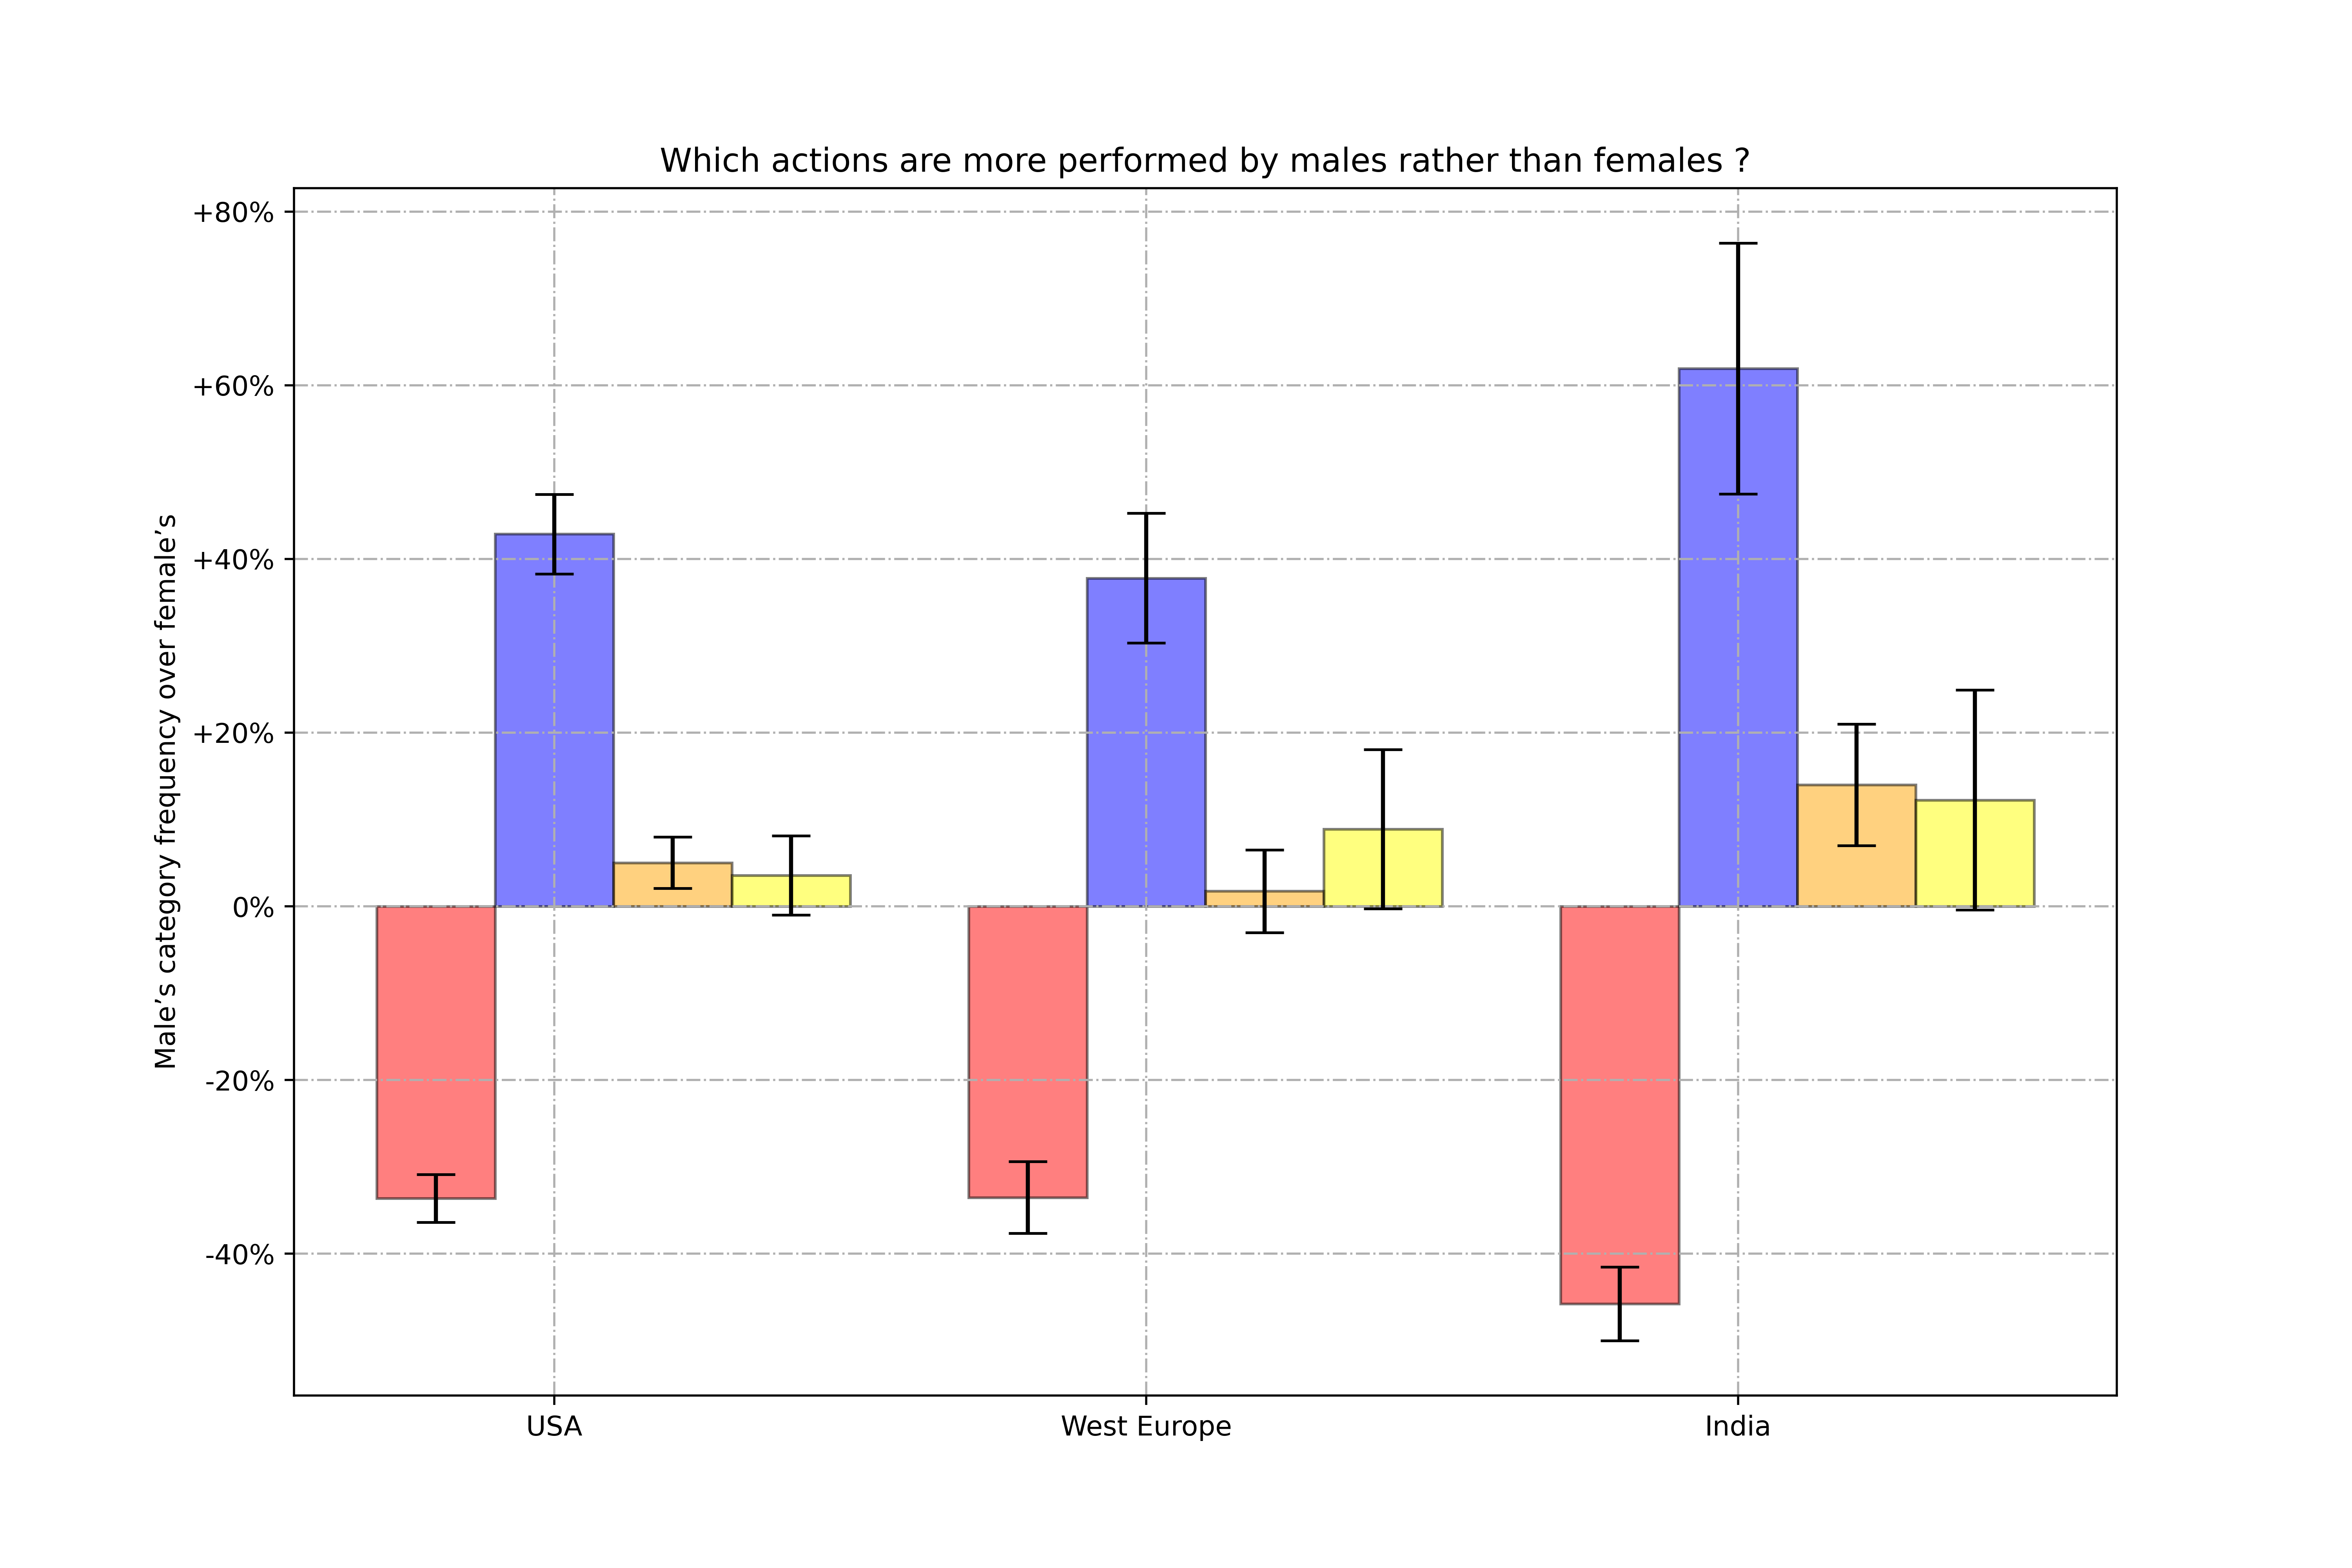 Which actions are more performed by males rather than females ?
Male’s category frequency over female’s
+80%
+60%
+40%
+20%
0%
-20%
-40%
USA
West Europe
India